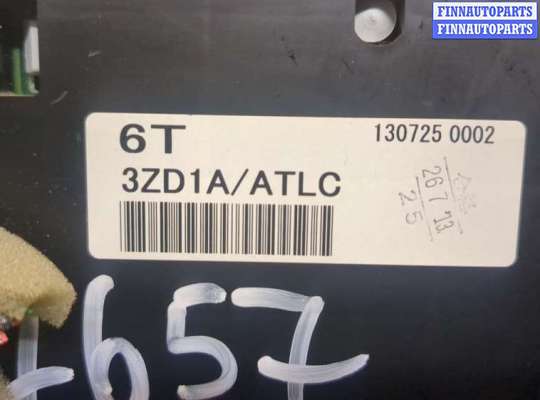 FINNAUTOPARTS
FINNAUTOPARTS
6T 130725 0002
3ZD1A/ATLC
26 7 13
25
657